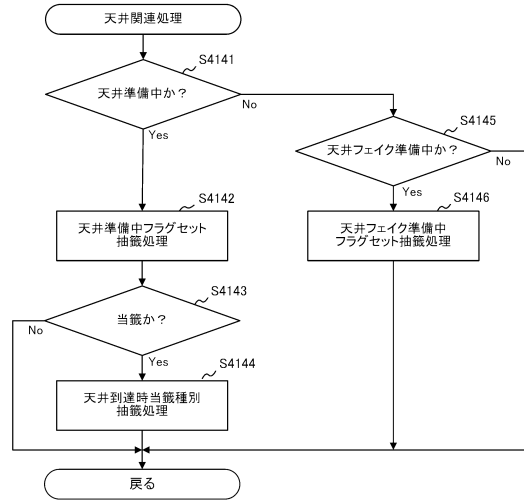 天井関連処理
S4141
天井準備中か？
No
Yes
S4145
天井フェイク準備中か？
No
Yes
S4142
天井準備中フラグセット
抽籤処理
S4146
天井フェイク準備中
フラグセット抽籤処理
S4143
当籤か？
No
Yes
S4144
天井到達時当籤種別
抽籤処理
戻る